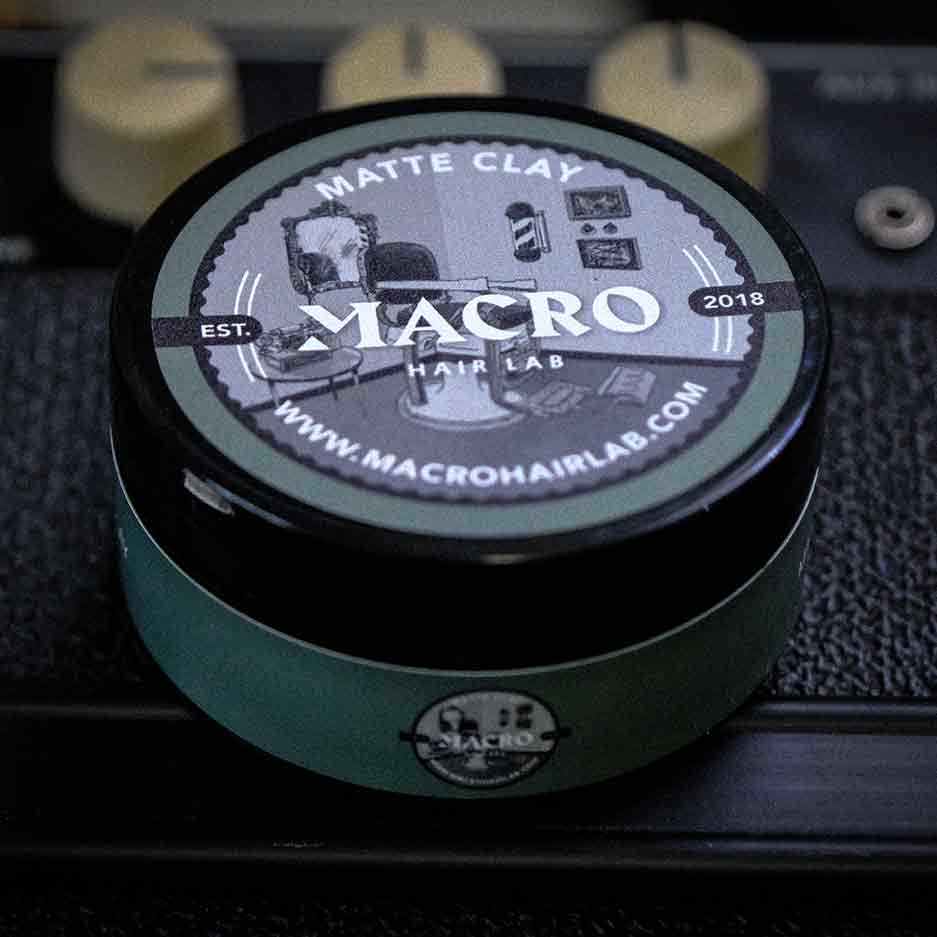 MATTE CLAY
EST.
MACRO
2018
HAIR LAB
WWW.MACROHAIRLAB.COM
MACRO